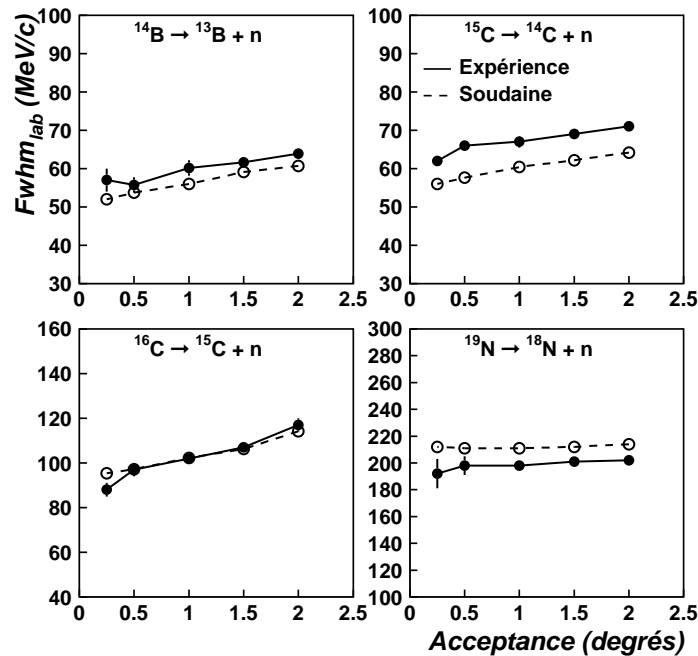 ¹⁴B → ¹³B + n
¹⁵C → ¹⁴C + n
Expérience
Soudaine
Fwhm_lab (MeV/c)
100
90
80
70
60
50
40
30
0 0.5 1 1.5 2 2.5
100
90
80
70
60
50
40
30
0 0.5 1 1.5 2 2.5
¹⁶C → ¹⁵C + n
¹⁹N → ¹⁸N + n
160
140
120
100
80
60
40
0 0.5 1 1.5 2 2.5
300
280
260
240
220
200
180
160
140
120
100
0 0.5 1 1.5 2 2.5
Acceptance (degrés)